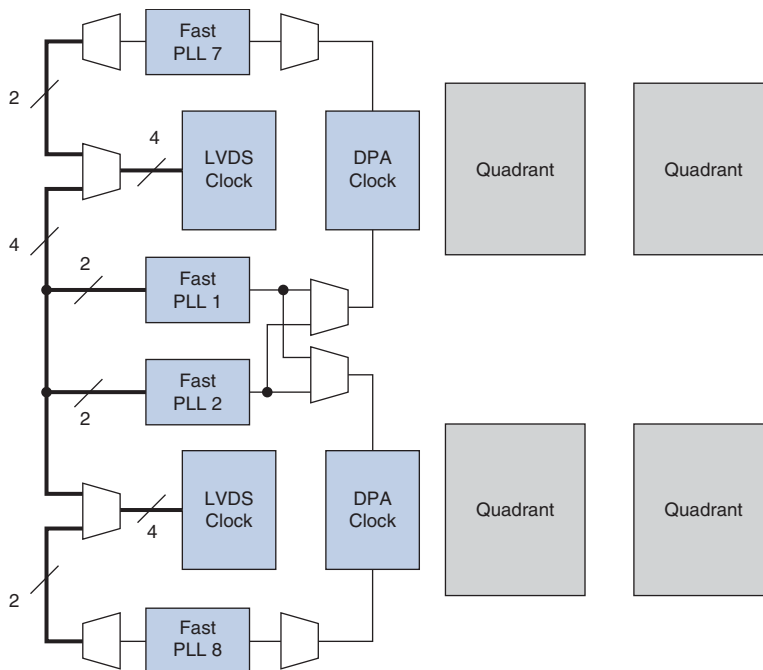 Fast
PLL 7
2
4
LVDS
Clock
DPA
Clock
Quadrant
Quadrant
4
2
Fast
PLL 1
Fast
PLL 2
2
LVDS
Clock
DPA
Clock
Quadrant
Quadrant
4
2
Fast
PLL 8